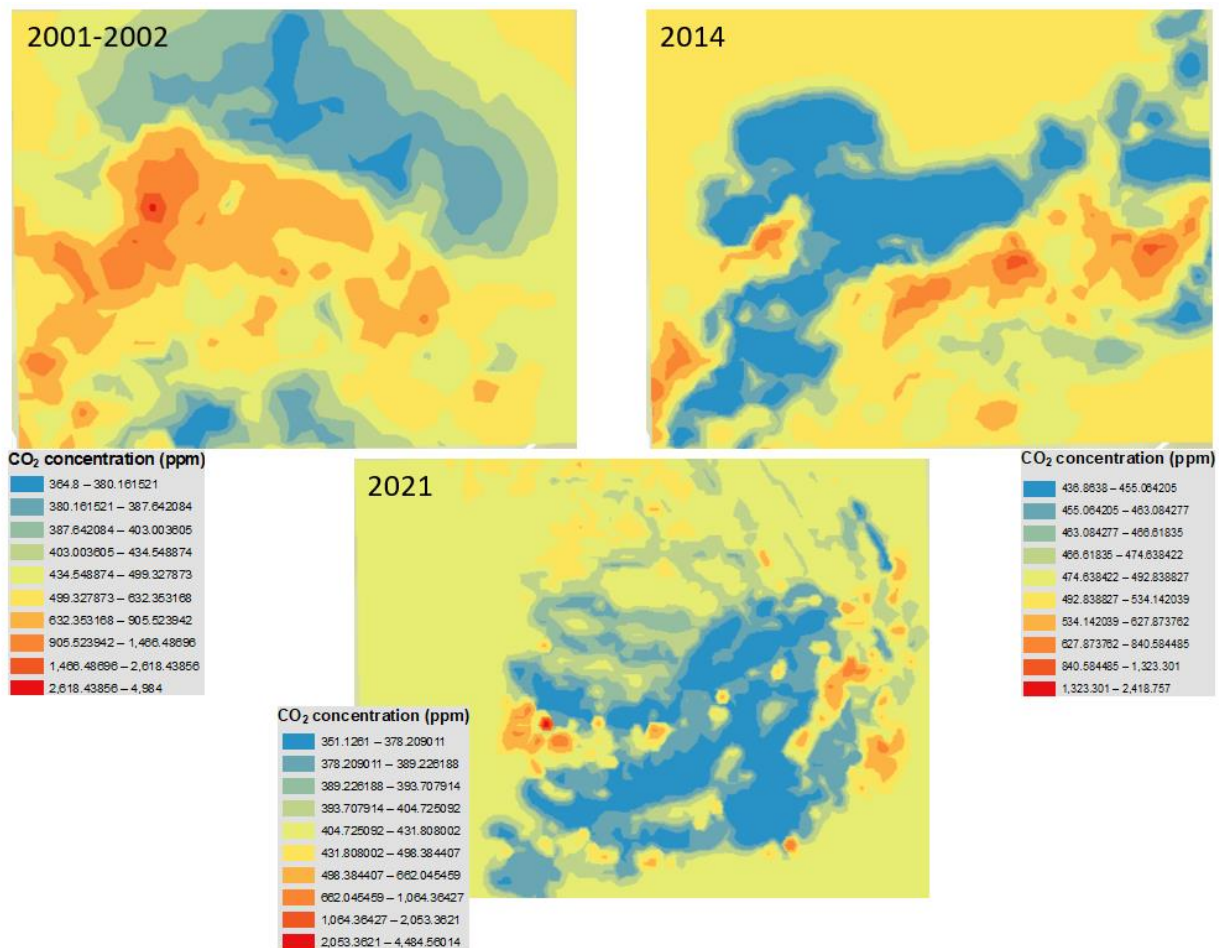 2001-2002
2014
CO₂ concentration (ppm)
364.8 – 380.161521
380.161521 – 387.642084
387.642084 – 403.003605
403.003605 – 434.548874
434.548874 – 499.327873
499.327873 – 632.353168
632.353168 – 905.523942
905.523942 – 1,466.48696
1,466.48696 – 2,618.43856
2,618.43856 – 4,984
CO₂ concentration (ppm)
436.8638 – 455.064205
455.064205 – 463.084277
463.084277 – 466.61835
466.61835 – 474.638422
474.638422 – 492.838827
492.838827 – 534.142039
534.142039 – 627.873762
627.873762 – 840.584485
840.584485 – 1,323.301
1,323.301 – 2,418.757
2021
CO₂ concentration (ppm)
351.1261 – 378.209011
378.209011 – 389.226188
389.226188 – 393.707914
393.707914 – 404.725092
404.725092 – 431.808002
431.808002 – 498.384407
498.384407 – 662.045459
662.045459 – 1,064.36427
1,064.36427 – 2,053.3621
2,053.3621 – 4,484.56014